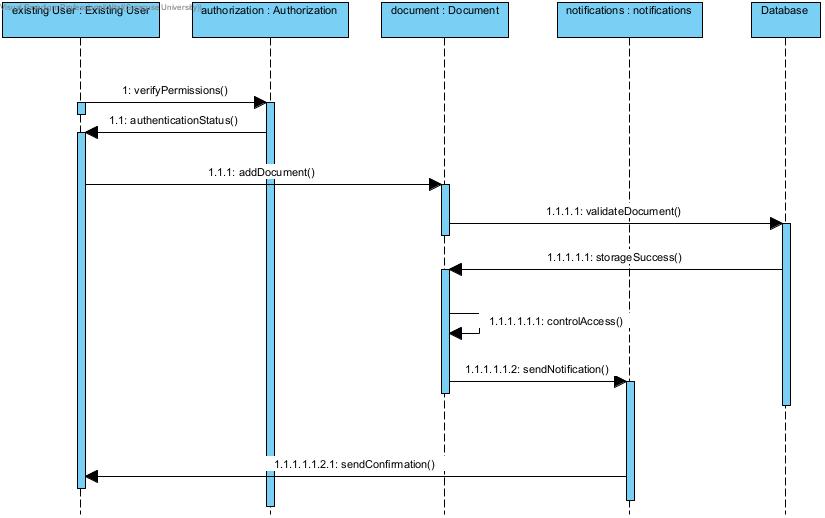 existing User : Existing User
authorization : Authorization
document : Document
notifications : notifications
Database
1: verifyPermissions()
1.1: authenticationStatus()
1.1.1: addDocument()
1.1.1.1: validateDocument()
1.1.1.1.1: storageSuccess()
1.1.1.1.1.1: controlAccess()
1.1.1.1.1.2: sendNotification()
1.1.1.1.1.2.1: sendConfirmation()